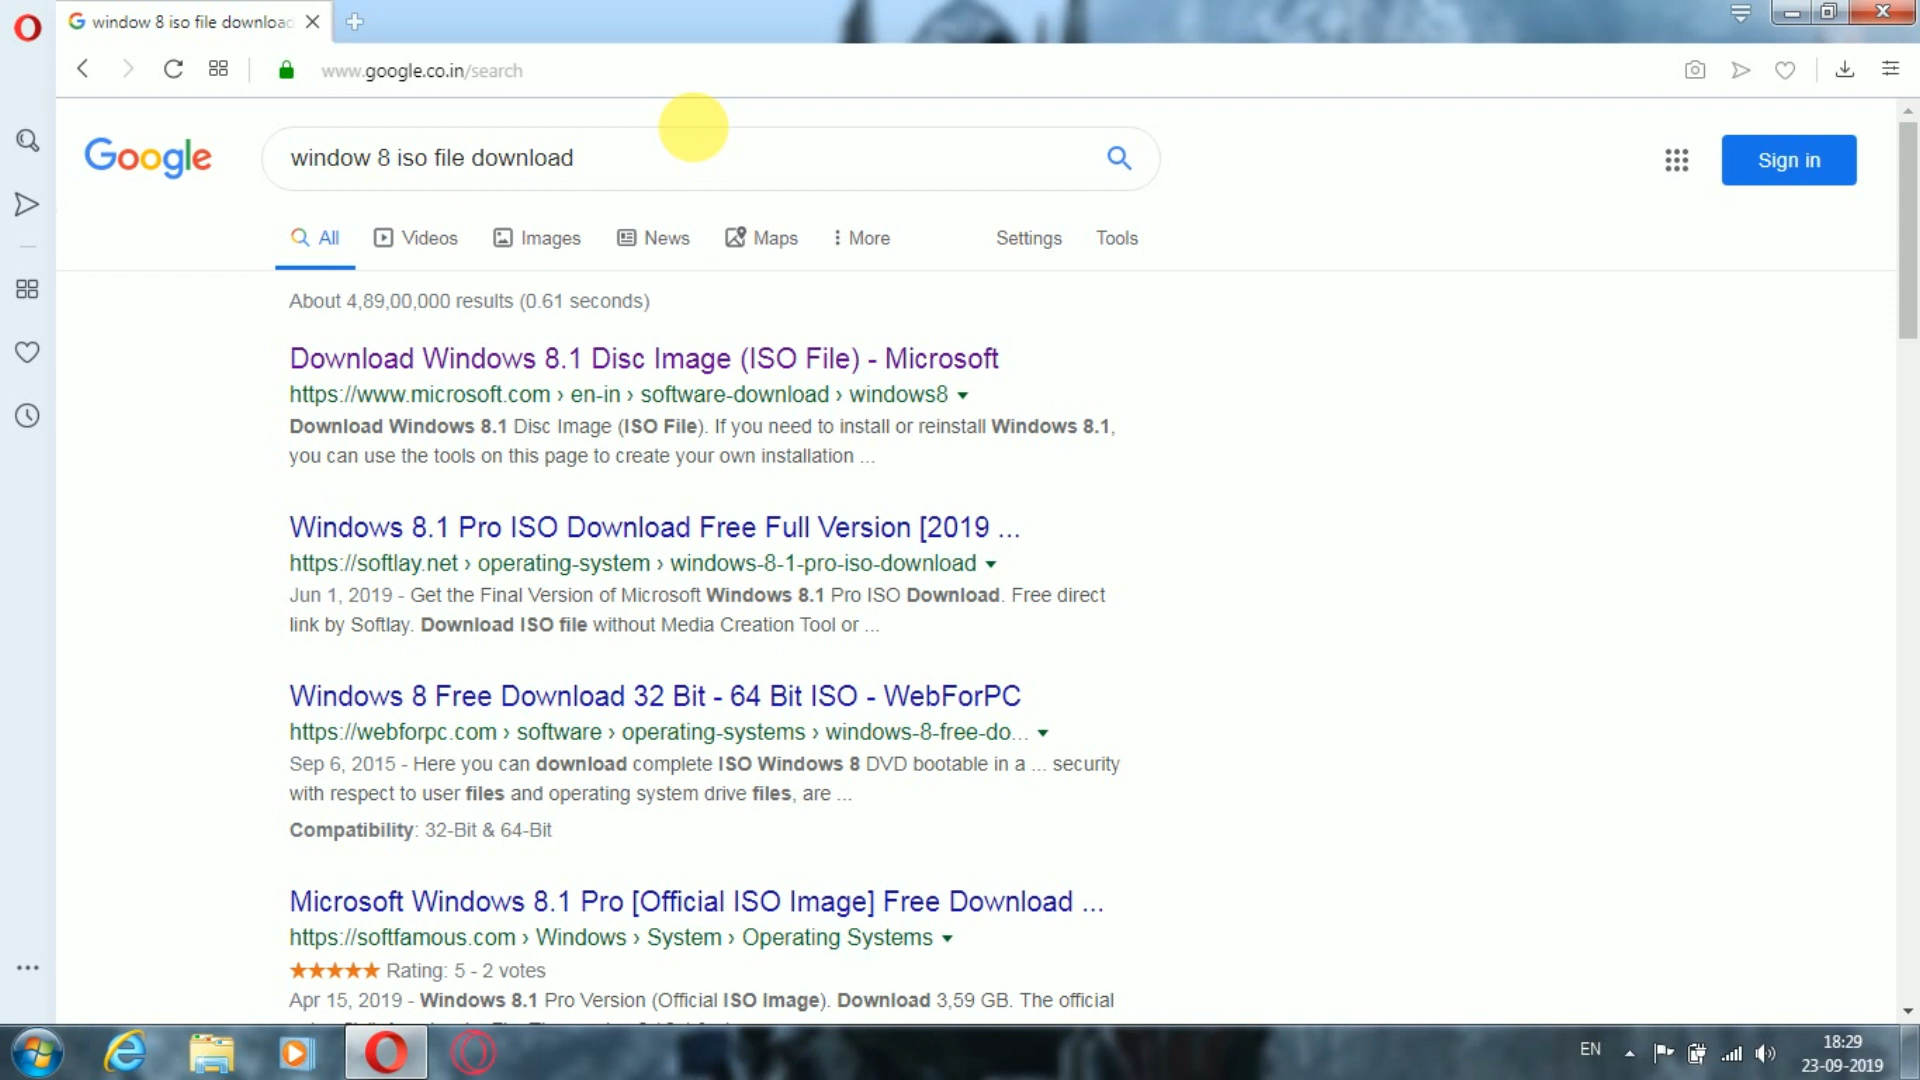 window 8 iso file download
www.google.co.in/search
Google
window 8 iso file download
Sign in
All
Videos
Images
News
Maps
More
Settings
Tools
About 4,89,00,000 results (0.61 seconds)
Download Windows 8.1 Disc Image (ISO File) - Microsoft
https://www.microsoft.com › en-in › software-download › windows8
Download Windows 8.1 Disc Image (ISO File). If you need to install or reinstall Windows 8.1,
you can use the tools on this page to create your own installation ...
Windows 8.1 Pro ISO Download Free Full Version [2019 ...
https://softlay.net › operating-system › windows-8-1-pro-iso-download
Jun 1, 2019 - Get the Final Version of Microsoft Windows 8.1 Pro ISO Download. Free direct
link by Softlay. Download ISO file without Media Creation Tool or ...
Windows 8 Free Download 32 Bit - 64 Bit ISO - WebForPC
https://webforpc.com › software › operating-systems › windows-8-free-do...
Sep 6, 2015 - Here you can download complete ISO Windows 8 DVD bootable in a ... security
with respect to user files and operating system drive files, are ...
Compatibility: 32-Bit & 64-Bit
Microsoft Windows 8.1 Pro [Official ISO Image] Free Download ...
https://softfamous.com › Windows › System › Operating Systems
Rating: 5 - 2 votes
Apr 15, 2019 - Windows 8.1 Pro Version (Official ISO Image). Download 3,59 GB. The official
EN
18:29
23-09-2019